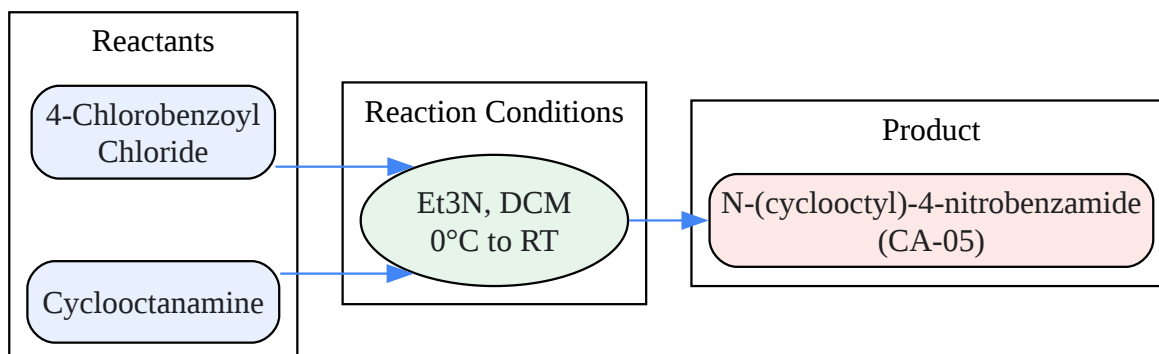 Reactants
4-Chlorobenzoyl
Chloride
Cyclooctanamine
Reaction Conditions
Et3N, DCM
0°C to RT
Product
N-(cyclooctyl)-4-nitrobenzamide
(CA-05)